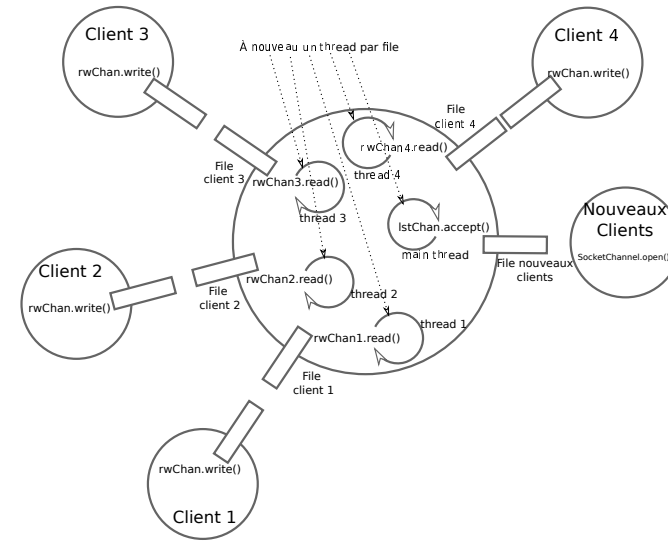 Client 3
rwChan.write()
À nouveau un thread par file
Client 4
rwChan.write()
File
client 4
rwChan4.read()
thread 4
File
client 3
rwChan3.read()
thread 3
Nouveaux
Clients
SocketChannel.open()
lstChan.accept()
main thread
File nouveaux
clients
Client 2
rwChan.write()
File
client 2
rwChan2.read()
thread 2
rwChan1.read()
thread 1
File
client 1
rwChan.write()
Client 1